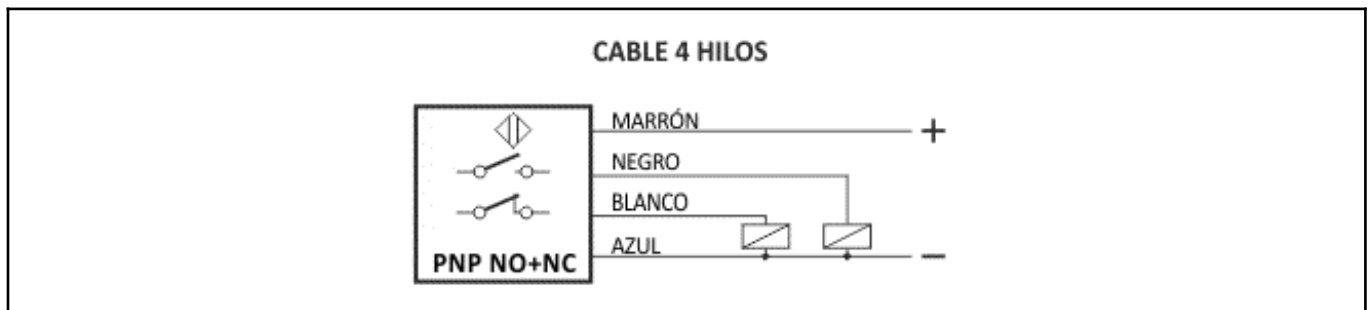 CABLE 4 HILOS
MARRÓN
+
NEGRO
BLANCO
AZUL
−
PNP NO+NC